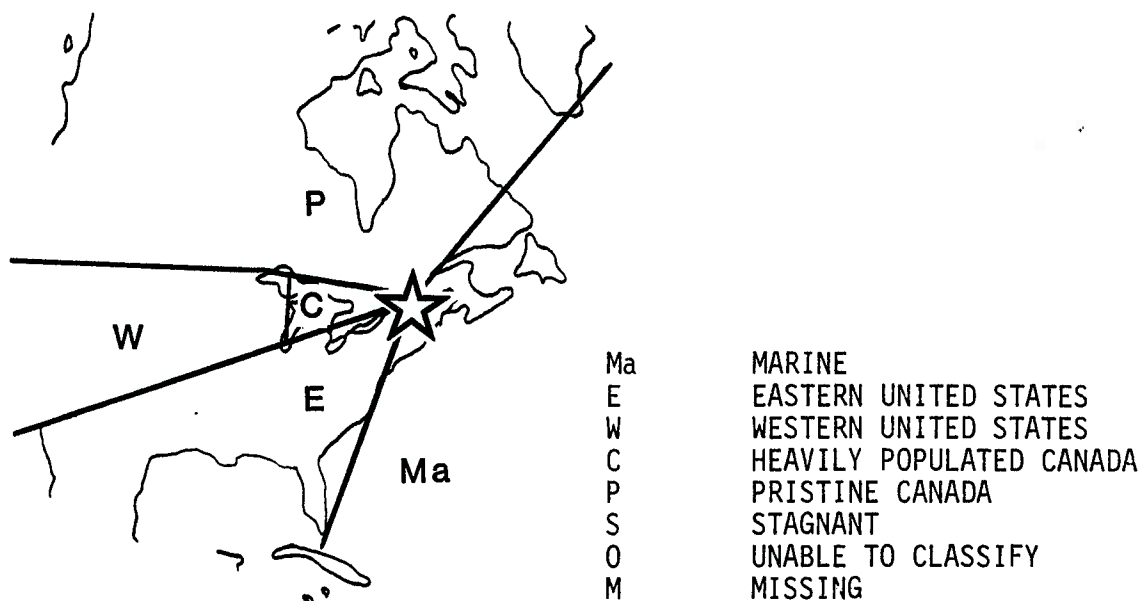 P
C
W
E
Ma
Ma MARINE
E EASTERN UNITED STATES
W WESTERN UNITED STATES
C HEAVILY POPULATED CANADA
P PRISTINE CANADA
S STAGNANT
O UNABLE TO CLASSIFY
M MISSING